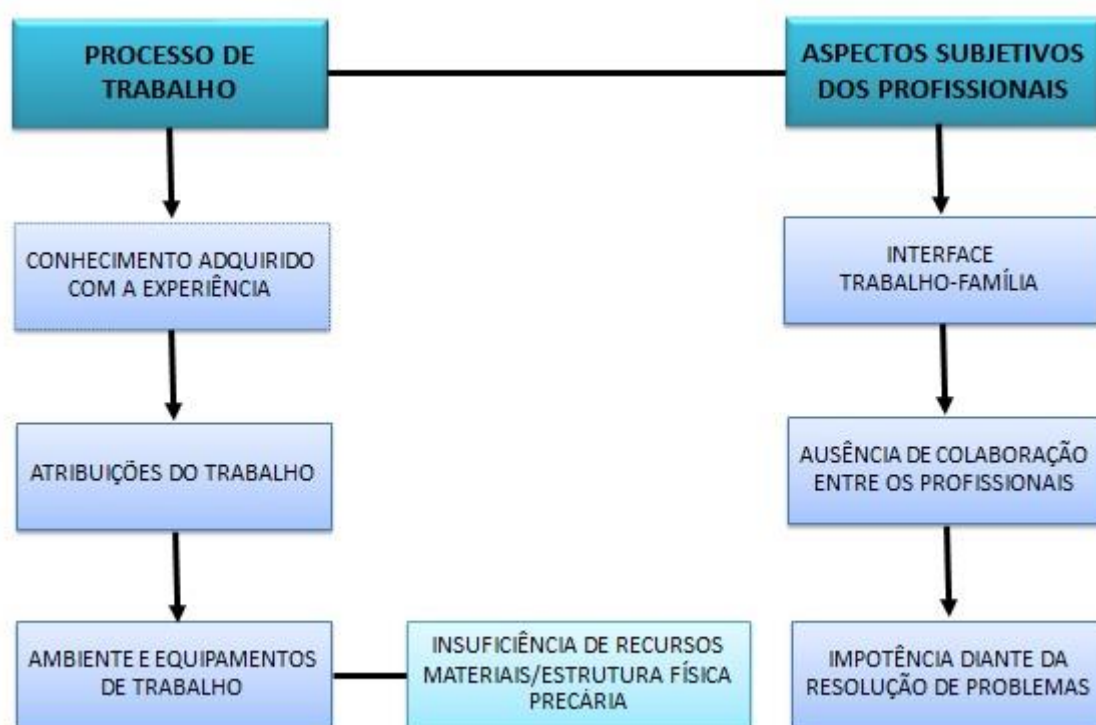 PROCESSO DE
TRABALHO
ASPECTOS SUBJETIVOS
DOS PROFISSIONAIS
CONHECIMENTO ADQUIRIDO
COM A EXPERIÊNCIA
INTERFACE
TRABALHO-FAMÍLIA
ATRIBUIÇÕES DO TRABALHO
AUSÊNCIA DE COLABORAÇÃO
ENTRE OS PROFISSIONAIS
AMBIENTE E EQUIPAMENTOS
DE TRABALHO
INSUFICIÊNCIA DE RECURSOS
MATERIAIS/ESTRUTURA FÍSICA
PRECÁRIA
IMPOTÊNCIA DIANTE DA
RESOLUÇÃO DE PROBLEMAS